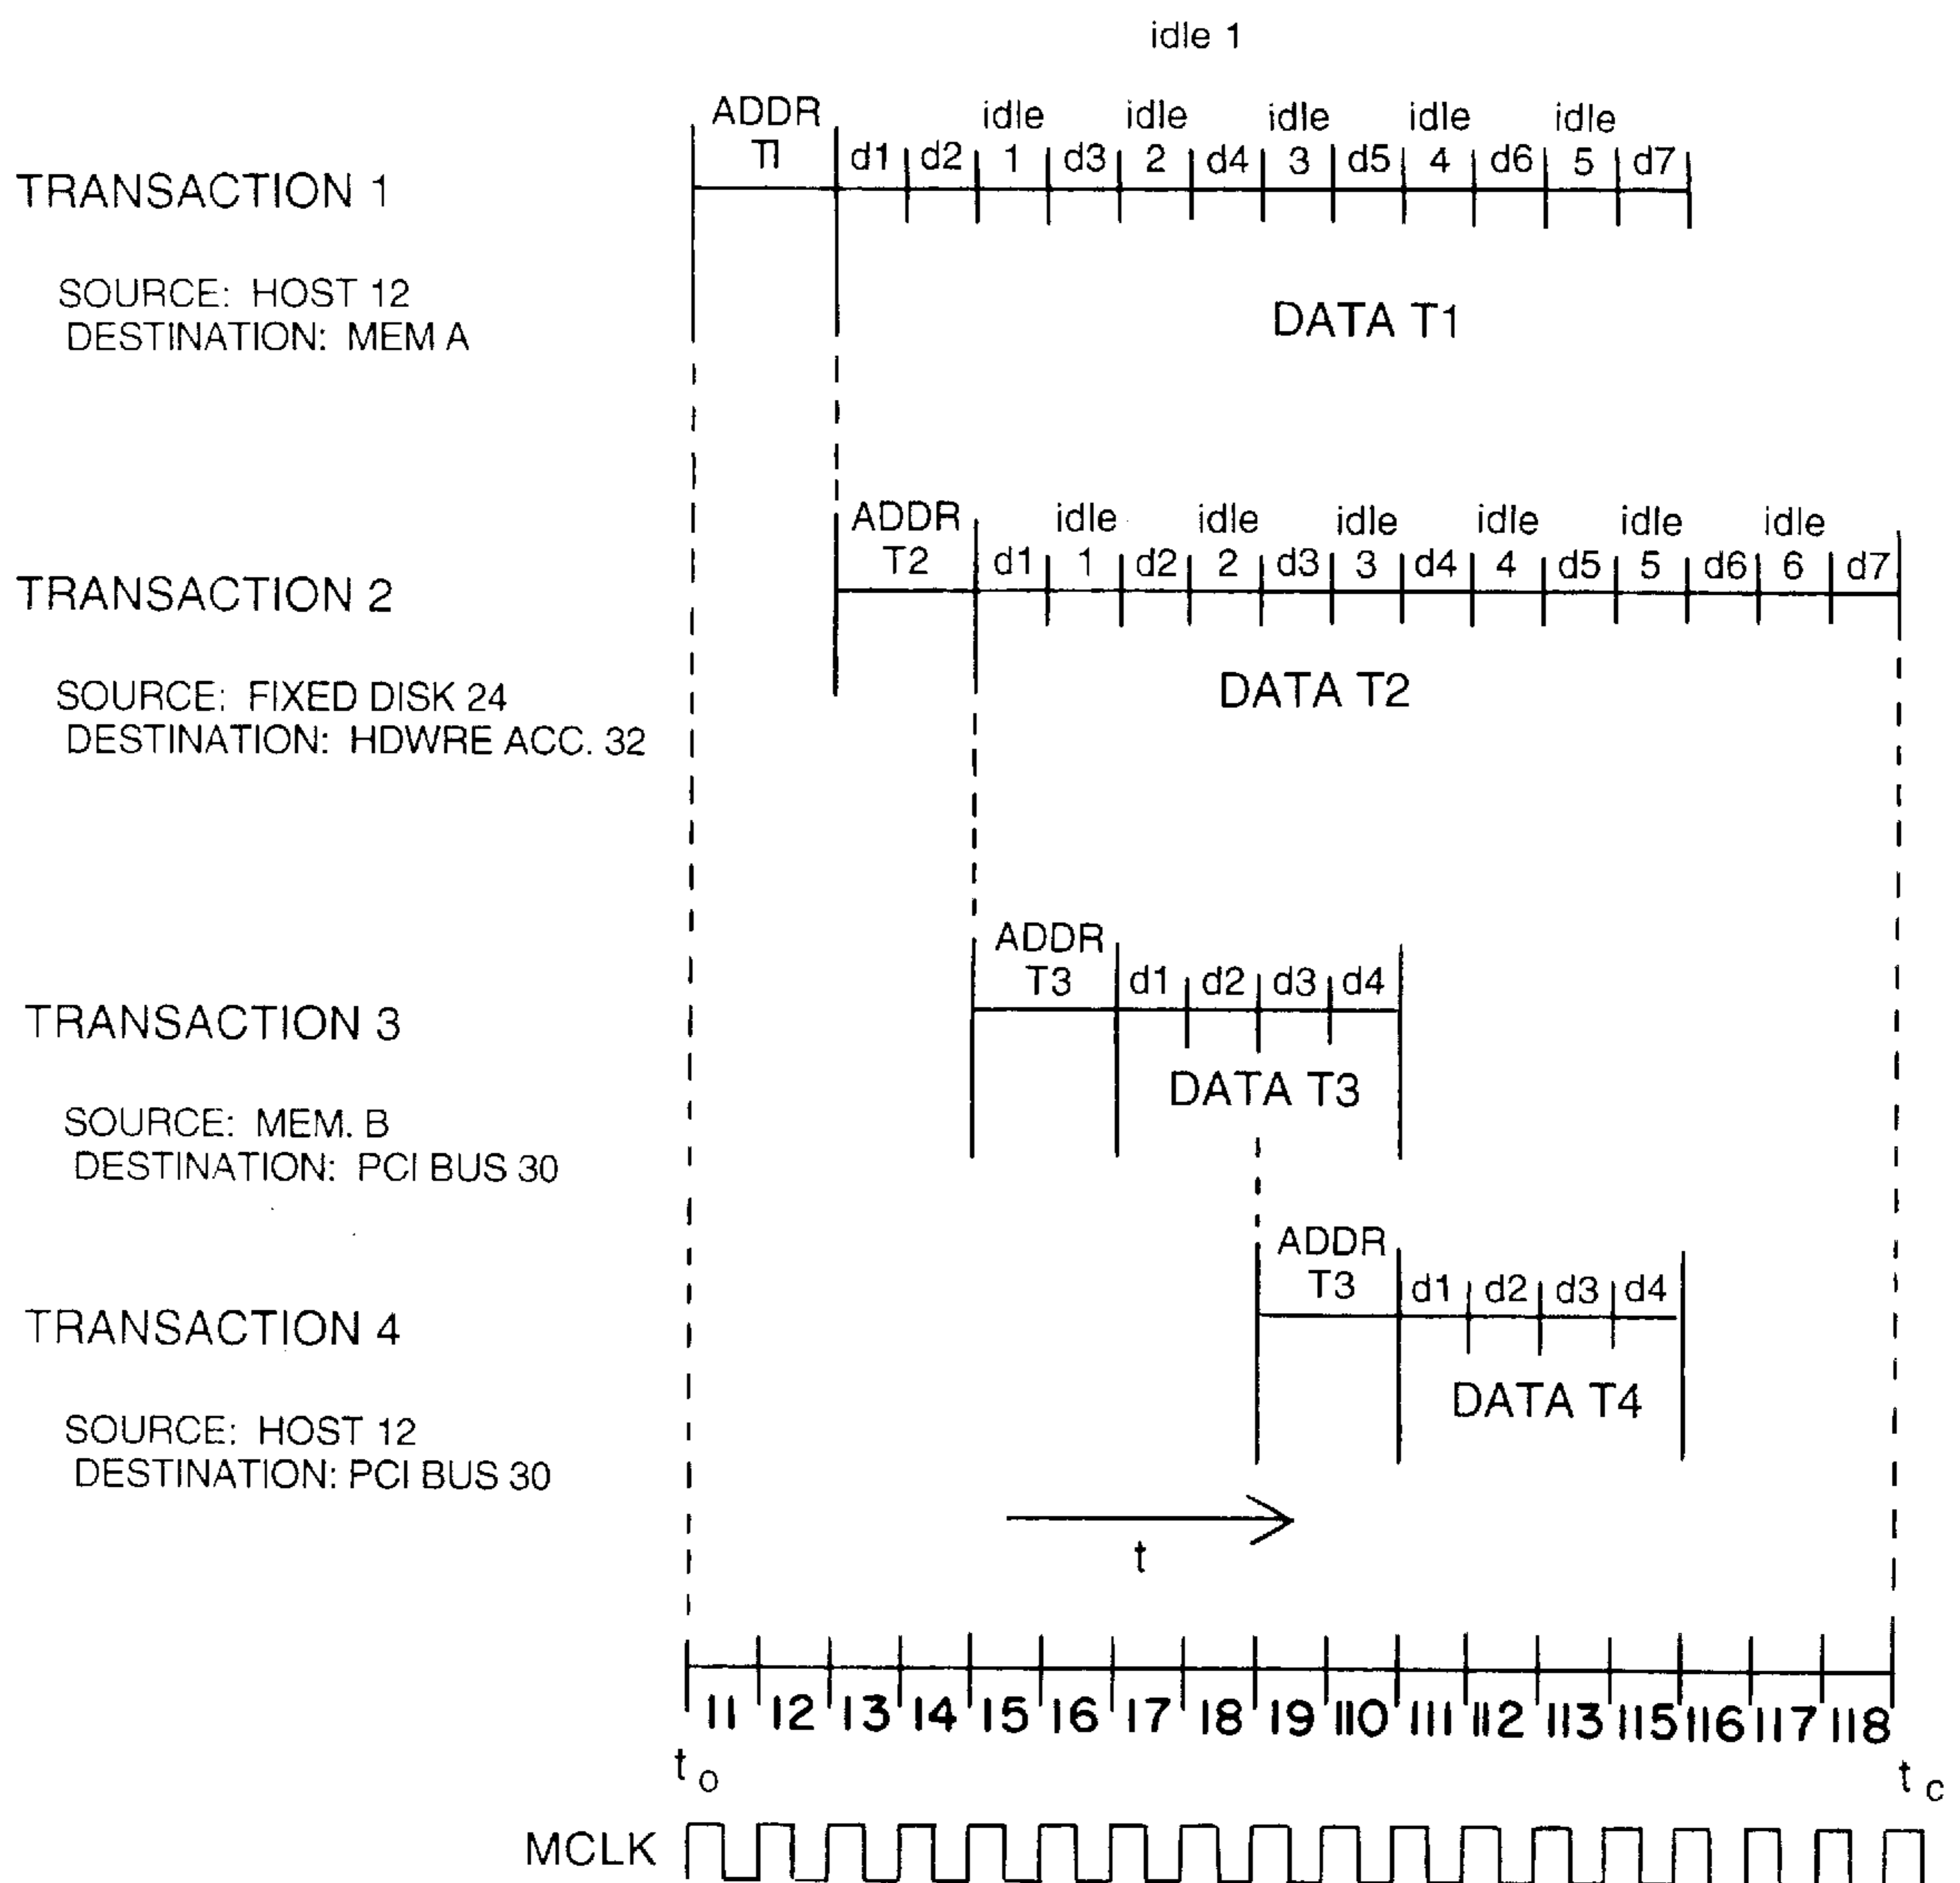 idle 1
ADDR idle idle idle idle idle
T1 d1 d2 1 d3 2 d4 3 d5 4 d6 5 d7
TRANSACTION 1
SOURCE: HOST 12
DESTINATION: MEM A
DATA T1
ADDR idle idle idle idle idle idle
T2 d1 1 d2 2 d3 3 d4 4 d5 5 d6 6 d7
TRANSACTION 2
SOURCE: FIXED DISK 24
DESTINATION: HDWRE ACC. 32
DATA T2
ADDR
T3 d1 d2 d3 d4
TRANSACTION 3
DATA T3
SOURCE: MEM. B
DESTINATION: PCI BUS 30
ADDR
T3 d1 d2 d3 d4
TRANSACTION 4
DATA T4
SOURCE: HOST 12
DESTINATION: PCI BUS 30
t
11 12 13 14 15 16 17 18 19 110 111 112 113 115 116 117 118
to tc
MCLK